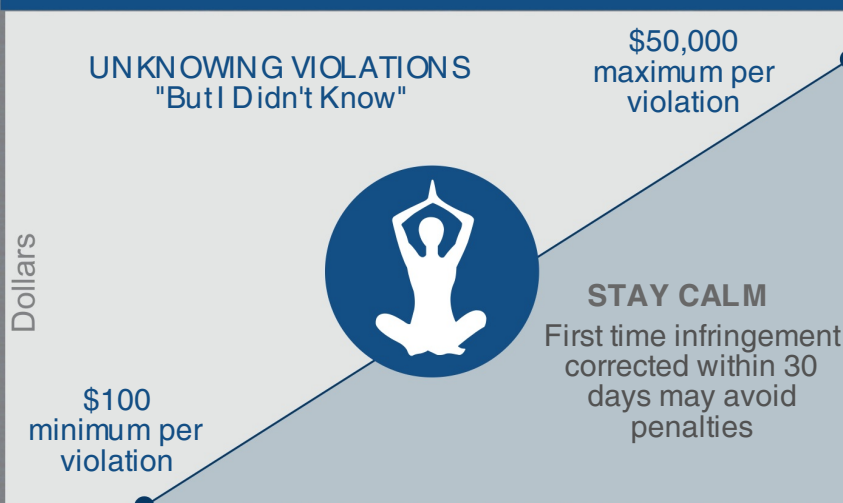 UNKNOWING VIOLATIONS
"But I Didn't Know"
$50,000
maximum per
violation
Dollars
STAY CALM
First time infringement
corrected within 30
days may avoid
penalties
$100
minimum per
violation